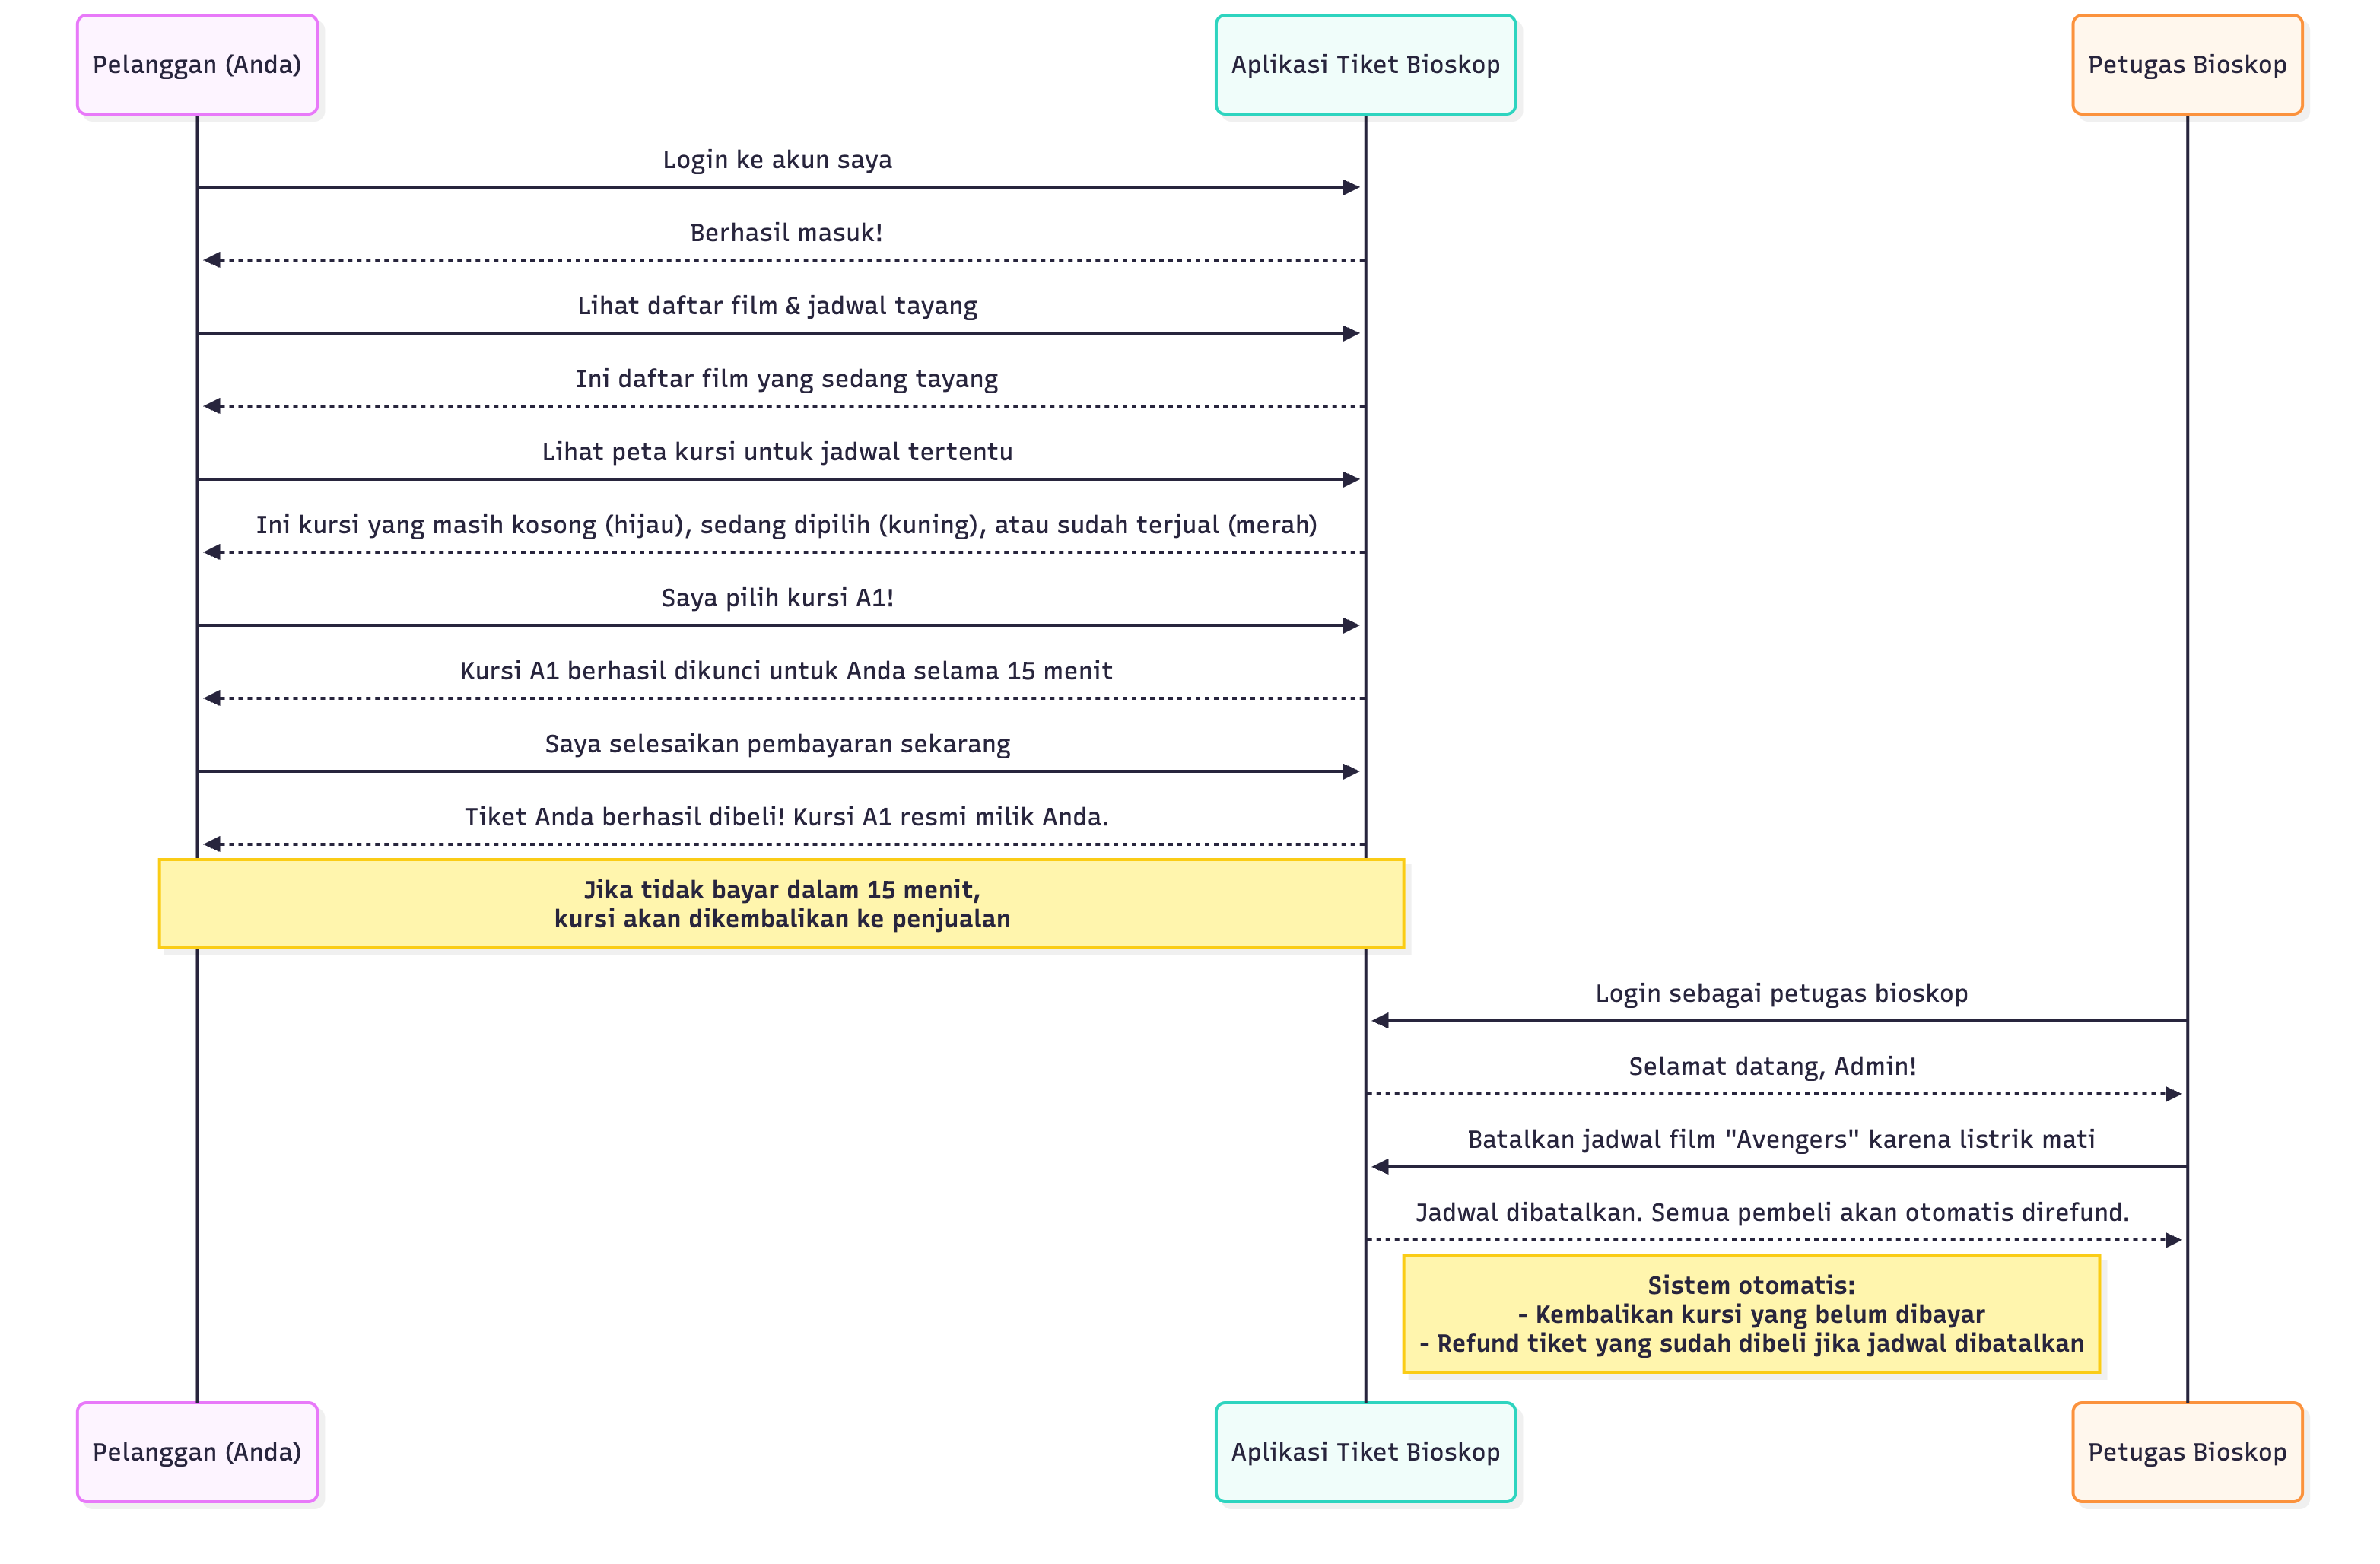 Pelanggan (Anda)
Aplikasi Tiket Bioskop
Petugas Bioskop
Login ke akun saya
Berhasil masuk!
Lihat daftar film & jadwal tayang
Ini daftar film yang sedang tayang
Lihat peta kursi untuk jadwal tertentu
Ini kursi yang masih kosong (hijau), sedang dipilih (kuning), atau sudah terjual (merah)
Saya pilih kursi A1!
Kursi A1 berhasil dikunci untuk Anda selama 15 menit
Saya selesaikan pembayaran sekarang
Tiket Anda berhasil dibeli! Kursi A1 resmi milik Anda.
Jika tidak bayar dalam 15 menit,
kursi akan dikembalikan ke penjualan
Login sebagai petugas bioskop
Selamat datang, Admin!
Batalkan jadwal film "Avengers" karena listrik mati
Jadwal dibatalkan. Semua pembeli akan otomatis direfund.
Sistem otomatis:
- Kembalikan kursi yang belum dibayar
- Refund tiket yang sudah dibeli jika jadwal dibatalkan
Pelanggan (Anda)
Aplikasi Tiket Bioskop
Petugas Bioskop